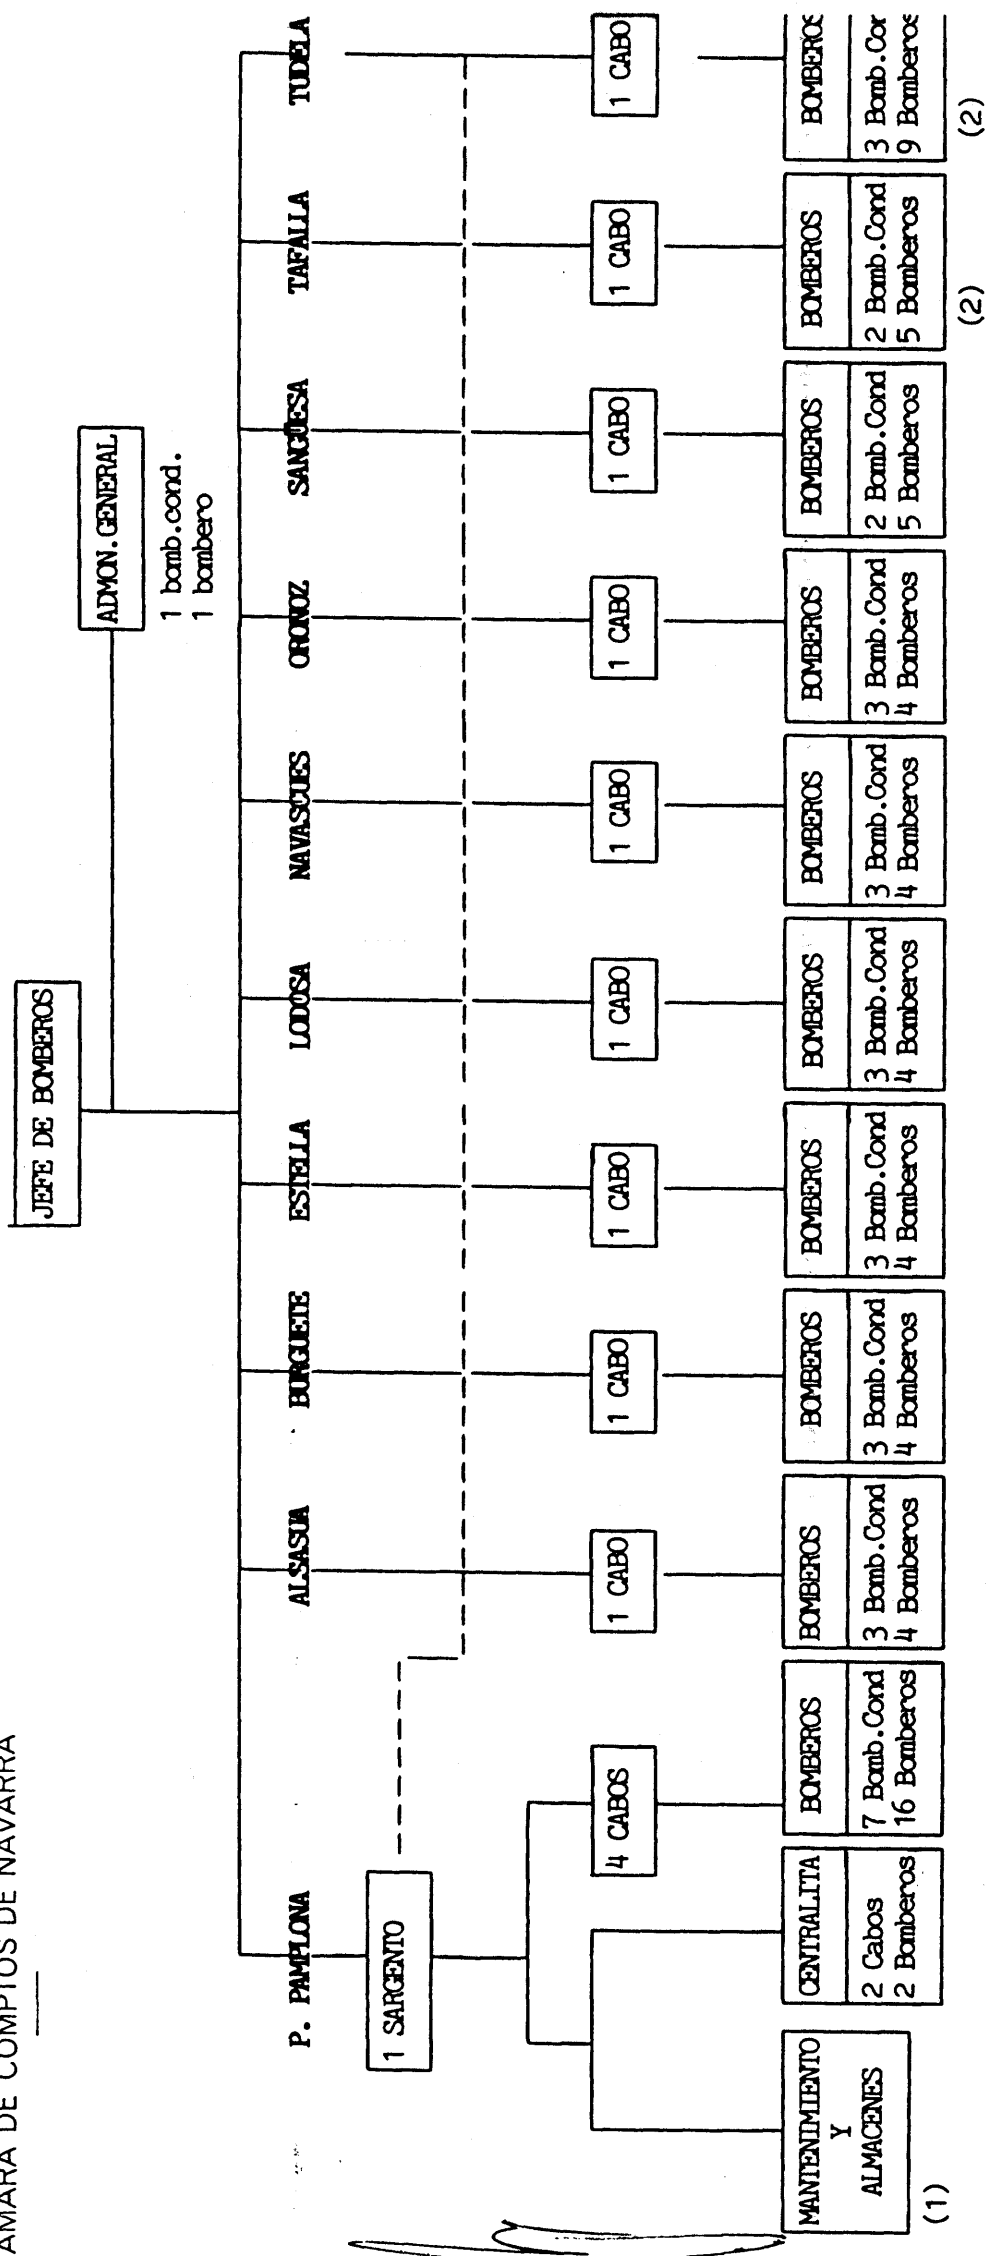 AMARA DE COMPTOS DE NAVARRA
JEFE DE BOMBEROS
ADMON.GENERAL
1 bomb.cond.
1 bombero
P. PAMPLONA
ALSASUA
BURGUETE
ESTELLA
LODOSA
NAVASCUES
ORONOZ
SANGÜESA
TAFALLA
TUDELA
1 SARGENTO
4 CABOS
1 CABO
1 CABO
1 CABO
1 CABO
1 CABO
1 CABO
1 CABO
1 CABO
1 CABO
MANTENIMIENTO
Y
ALMACENES
(1)
CENTRALITA
2 Cabos
2 Bomberos
BOMBEROS
7 Bomb.Cond
16 Bomberos
BOMBEROS
3 Bomb.Cond
4 Bomberos
BOMBEROS
3 Bomb.Cond
4 Bomberos
BOMBEROS
3 Bomb.Cond
4 Bomberos
BOMBEROS
3 Bomb.Cond
4 Bomberos
BOMBEROS
3 Bomb.Cond
4 Bomberos
BOMBEROS
3 Bomb.Cond
4 Bomberos
BOMBEROS
2 Bomb.Cond
5 Bomberos
BOMBEROS
2 Bomb.Cond
5 Bomberos
(2)
BOMBEROS
3 Bomb.Con
9 Bomberos
(2)